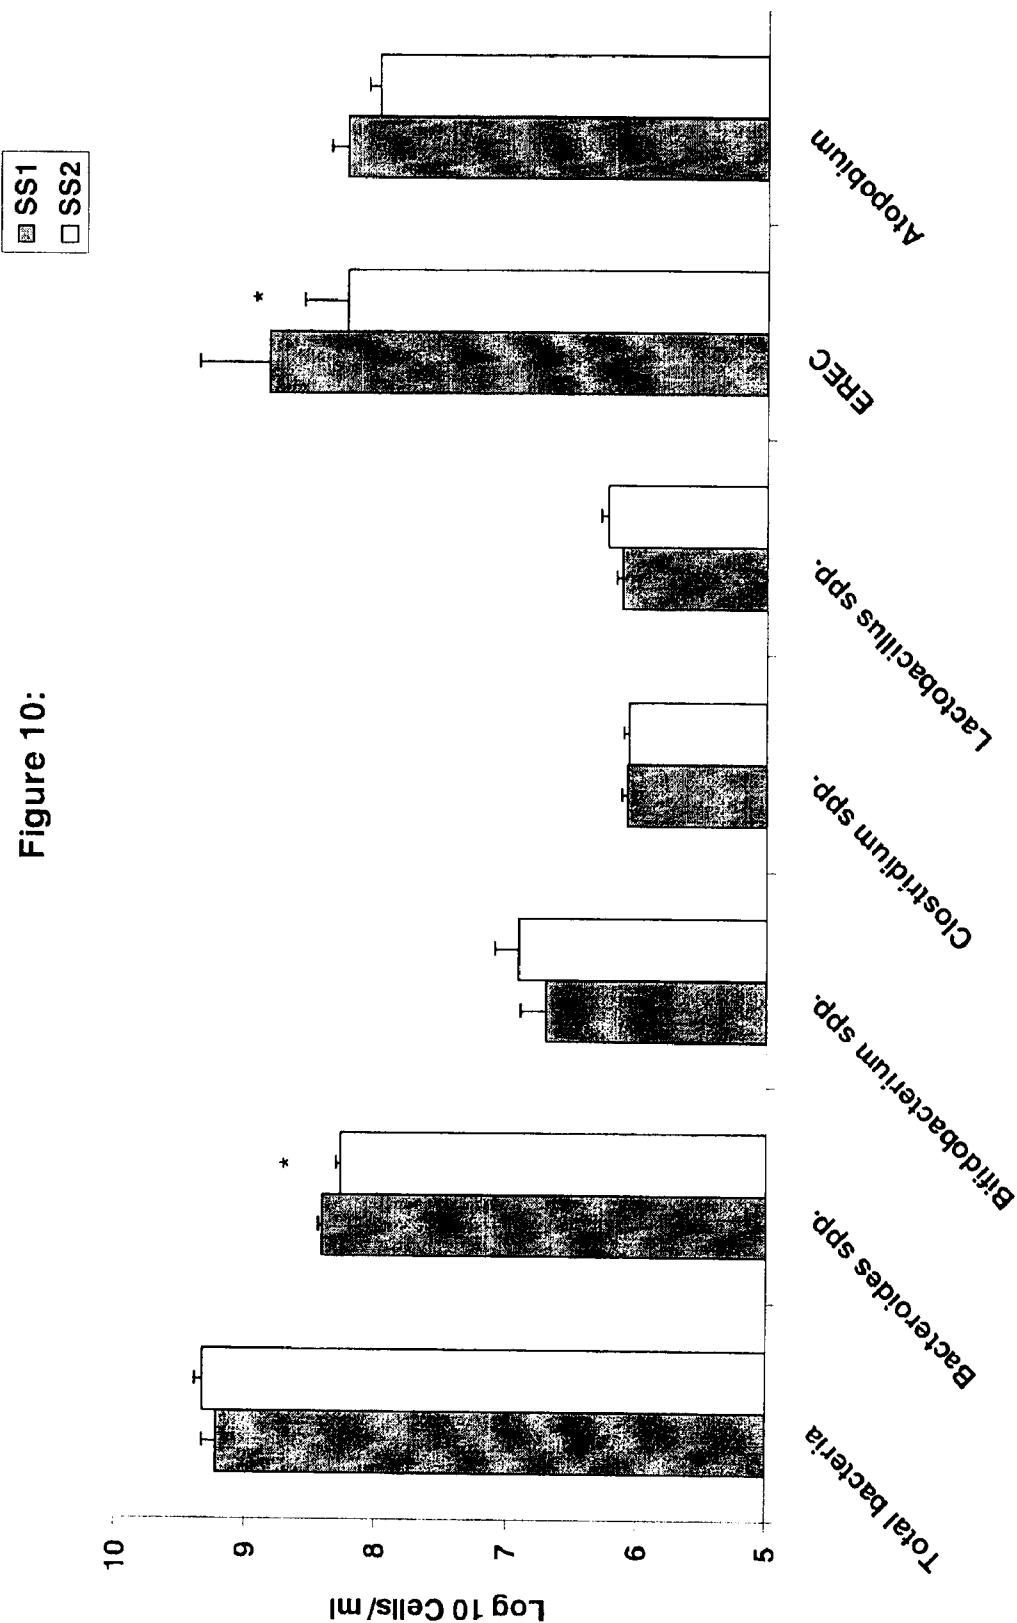 Figure 10:
SS1
SS2
Log 10 Cells/ml
10
9
8
7
6
5
*
*
Total bacteria
Bacteroides spp.
Bifidobacterium spp.
Clostridium spp.
Lactobacillus spp.
EREC
Atopobium